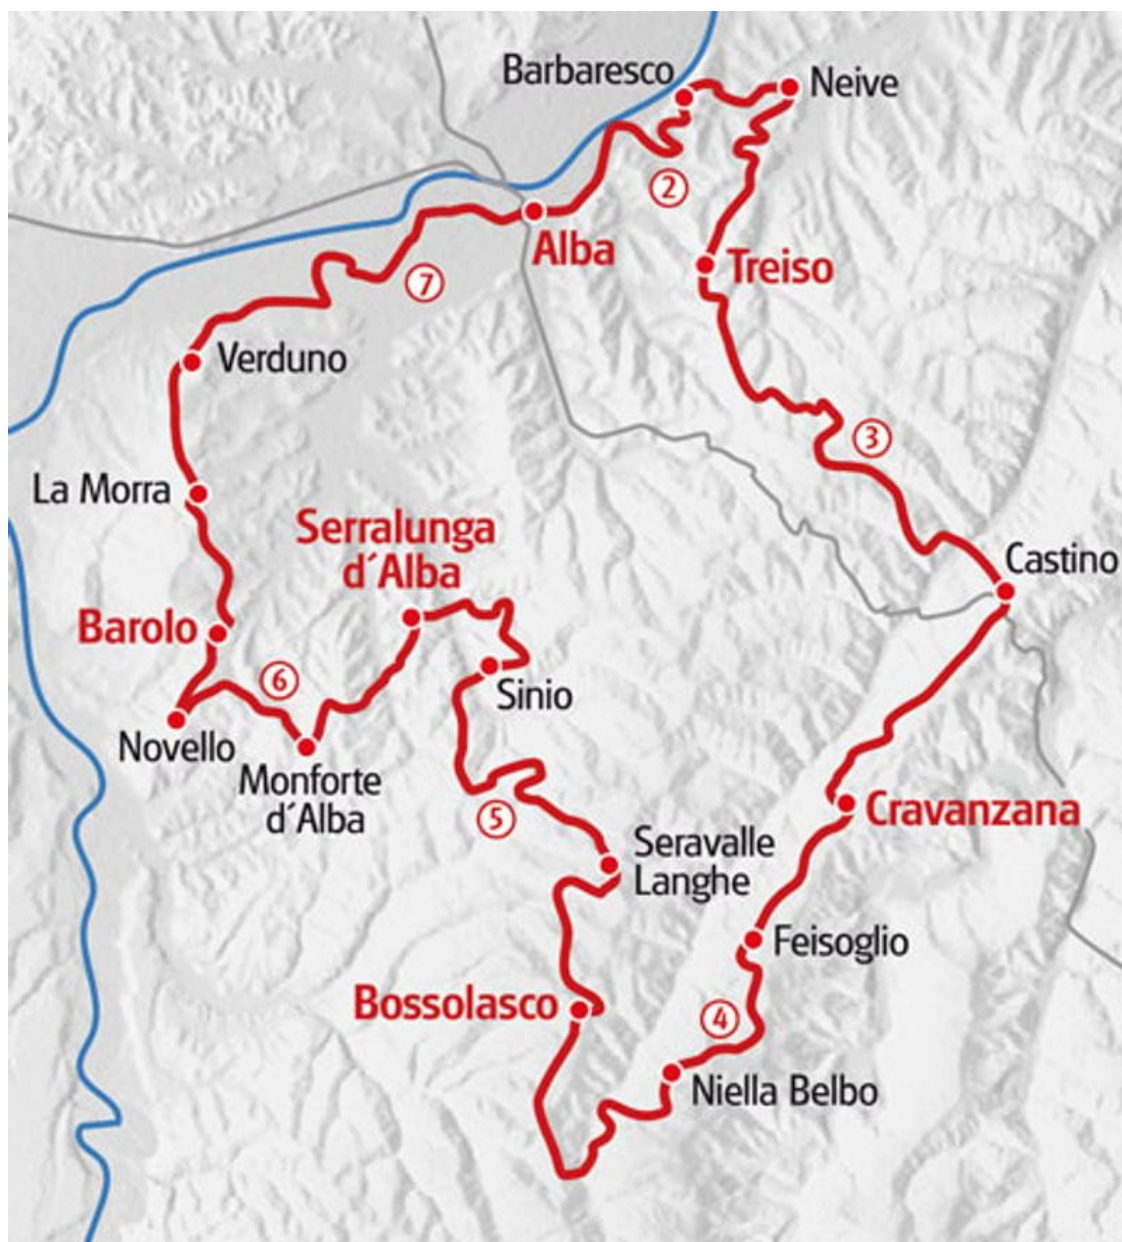 Barbaresco
Neive
②
Alba
Treiso
⑦
Verduno
③
La Morra
Serralunga
d´Alba
Castino
Barolo
⑥
Sinio
Novello
Monforte
d´Alba
⑤
Cravanzana
Seravalle
Langhe
Feisoglio
Bossolasco
④
Niella Belbo